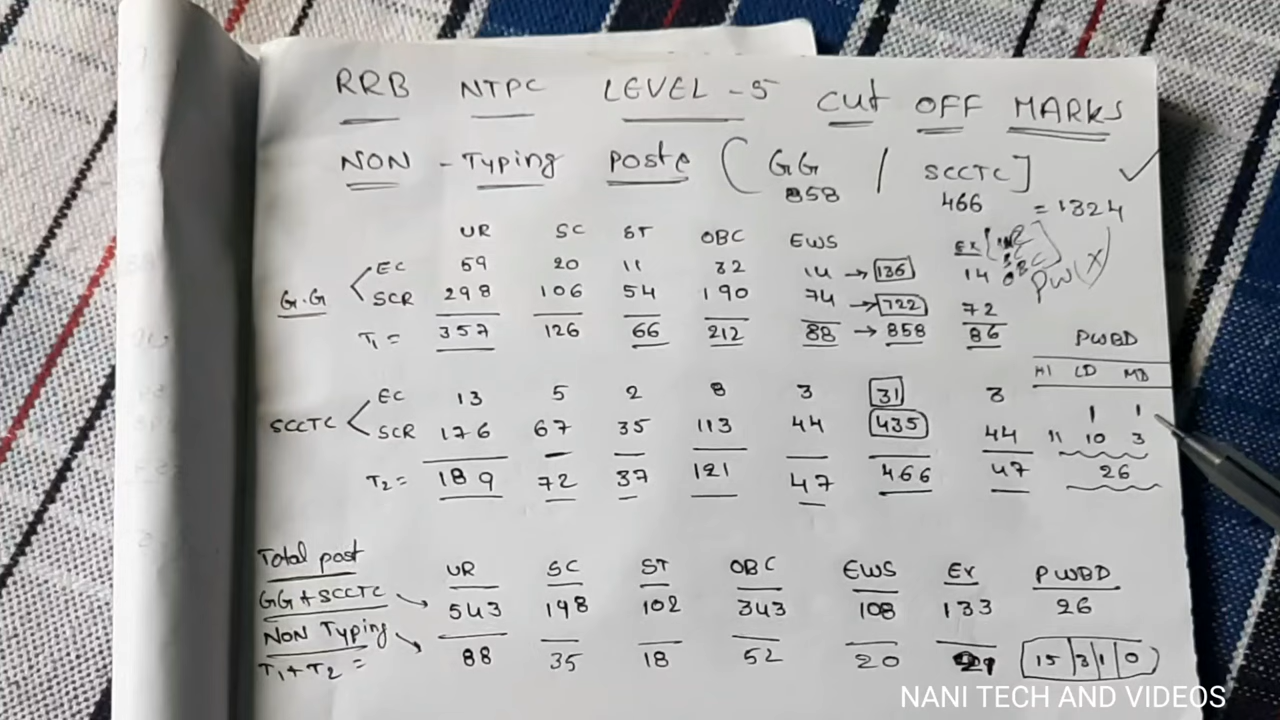 RRB NTPC LEVEL - 5 CUT OFF MARKS
NON - Typing Posts ( GG / SCCTC ]
858 466 = 1324
UR SC ST OBC EWS Ex
EC 59 20 11 32 14 → 136 14
G.G SCR 298 106 54 190 74 → 722 72
T1 = 357 126 66 212 88 → 858 86
PWBD
HI LD MD
EC 13 5 2 8 3 31 3 1 1
SCCTC SCR 176 67 35 113 44 435 44 11 10 3
T2 = 189 72 37 121 47 466 47 26
Total post UR SC ST OBC EWS Ex PWBD
GG + SCCTC 543 198 102 343 108 133 26
NON Typing
T1 + T2 = 88 35 18 52 20 29 15 3 1 0
NANI TECH AND VIDEOS